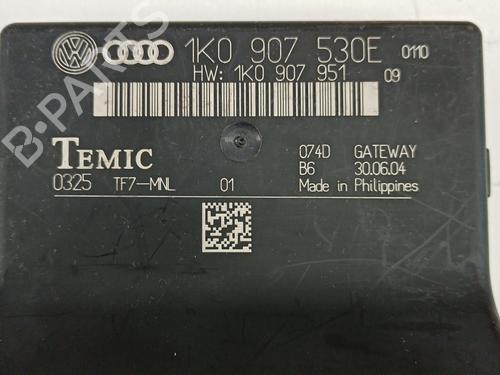 1K0 907 530E 0110
HW: 1K0 907 951 09
TEMIC
074D GATEWAY
0325 TF7-MNL 01 B6 30.06.04
Made in Philippines
B-PARTS